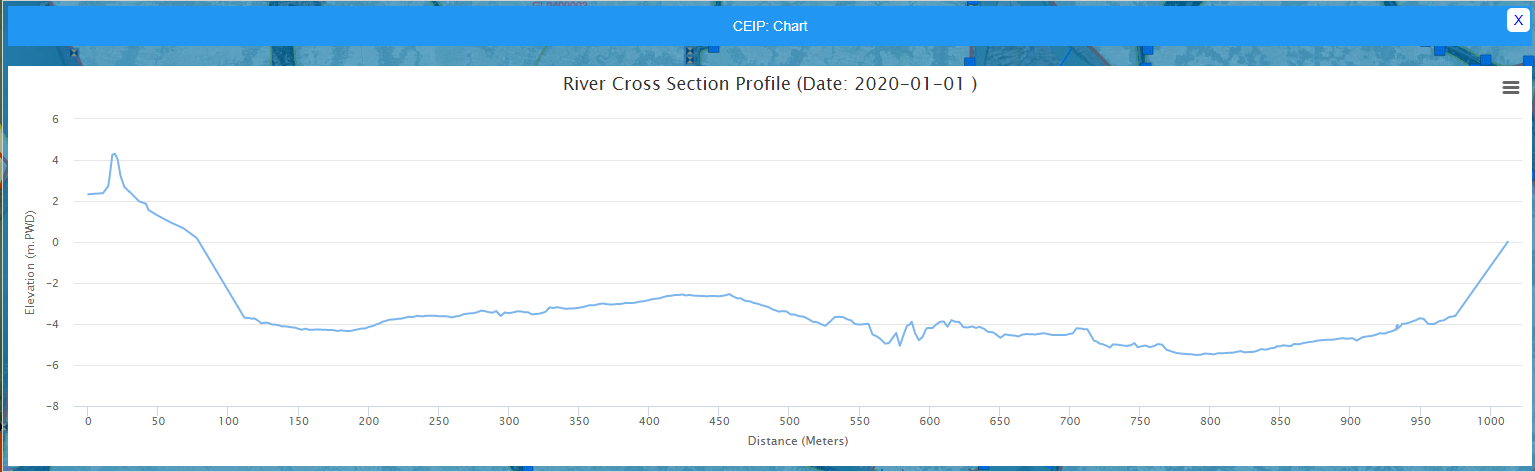 CEIP: Chart
X
River Cross Section Profile (Date: 2020-01-01 )
Elevation (m.PWD)
6
4
2
0
-2
-4
-6
-8
0 50 100 150 200 250 300 350 400 450 500 550 600 650 700 750 800 850 900 950 1000
Distance (Meters)